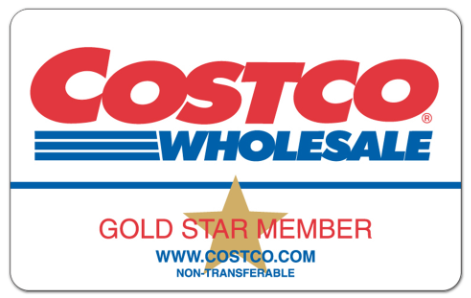 COSTCO®
WHOLESALE
GOLD STAR MEMBER
WWW.COSTCO.COM
NON-TRANSFERABLE